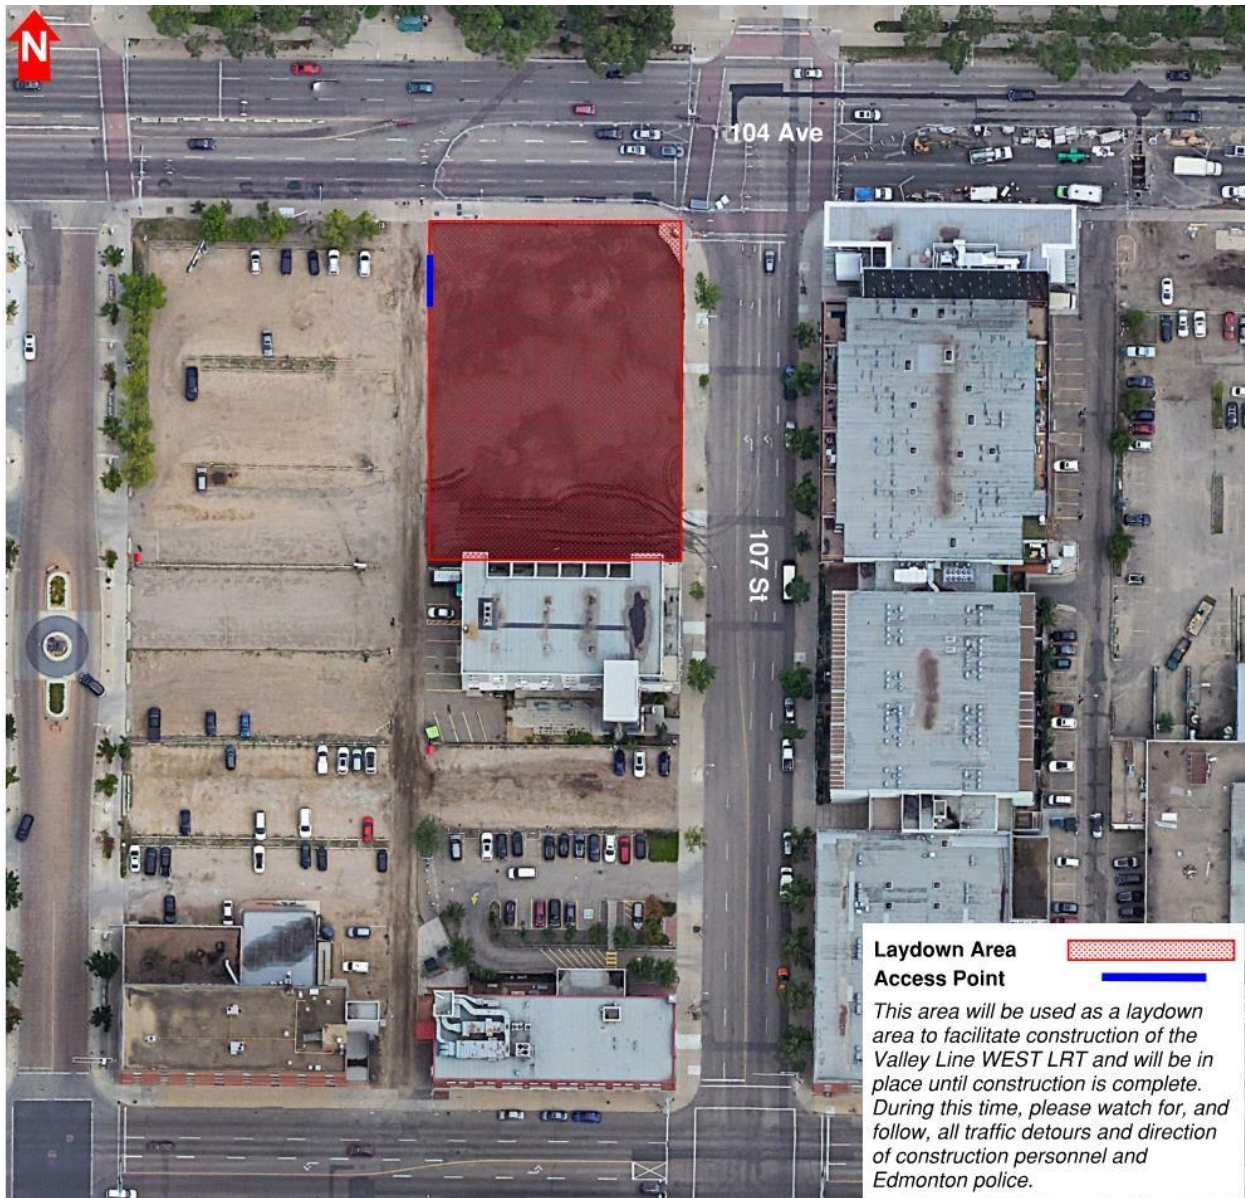 N
104 Ave
107 St
Laydown Area
Access Point
This area will be used as a laydown
area to facilitate construction of the
Valley Line WEST LRT and will be in
place until construction is complete.
During this time, please watch for, and
follow, all traffic detours and direction
of construction personnel and
Edmonton police.